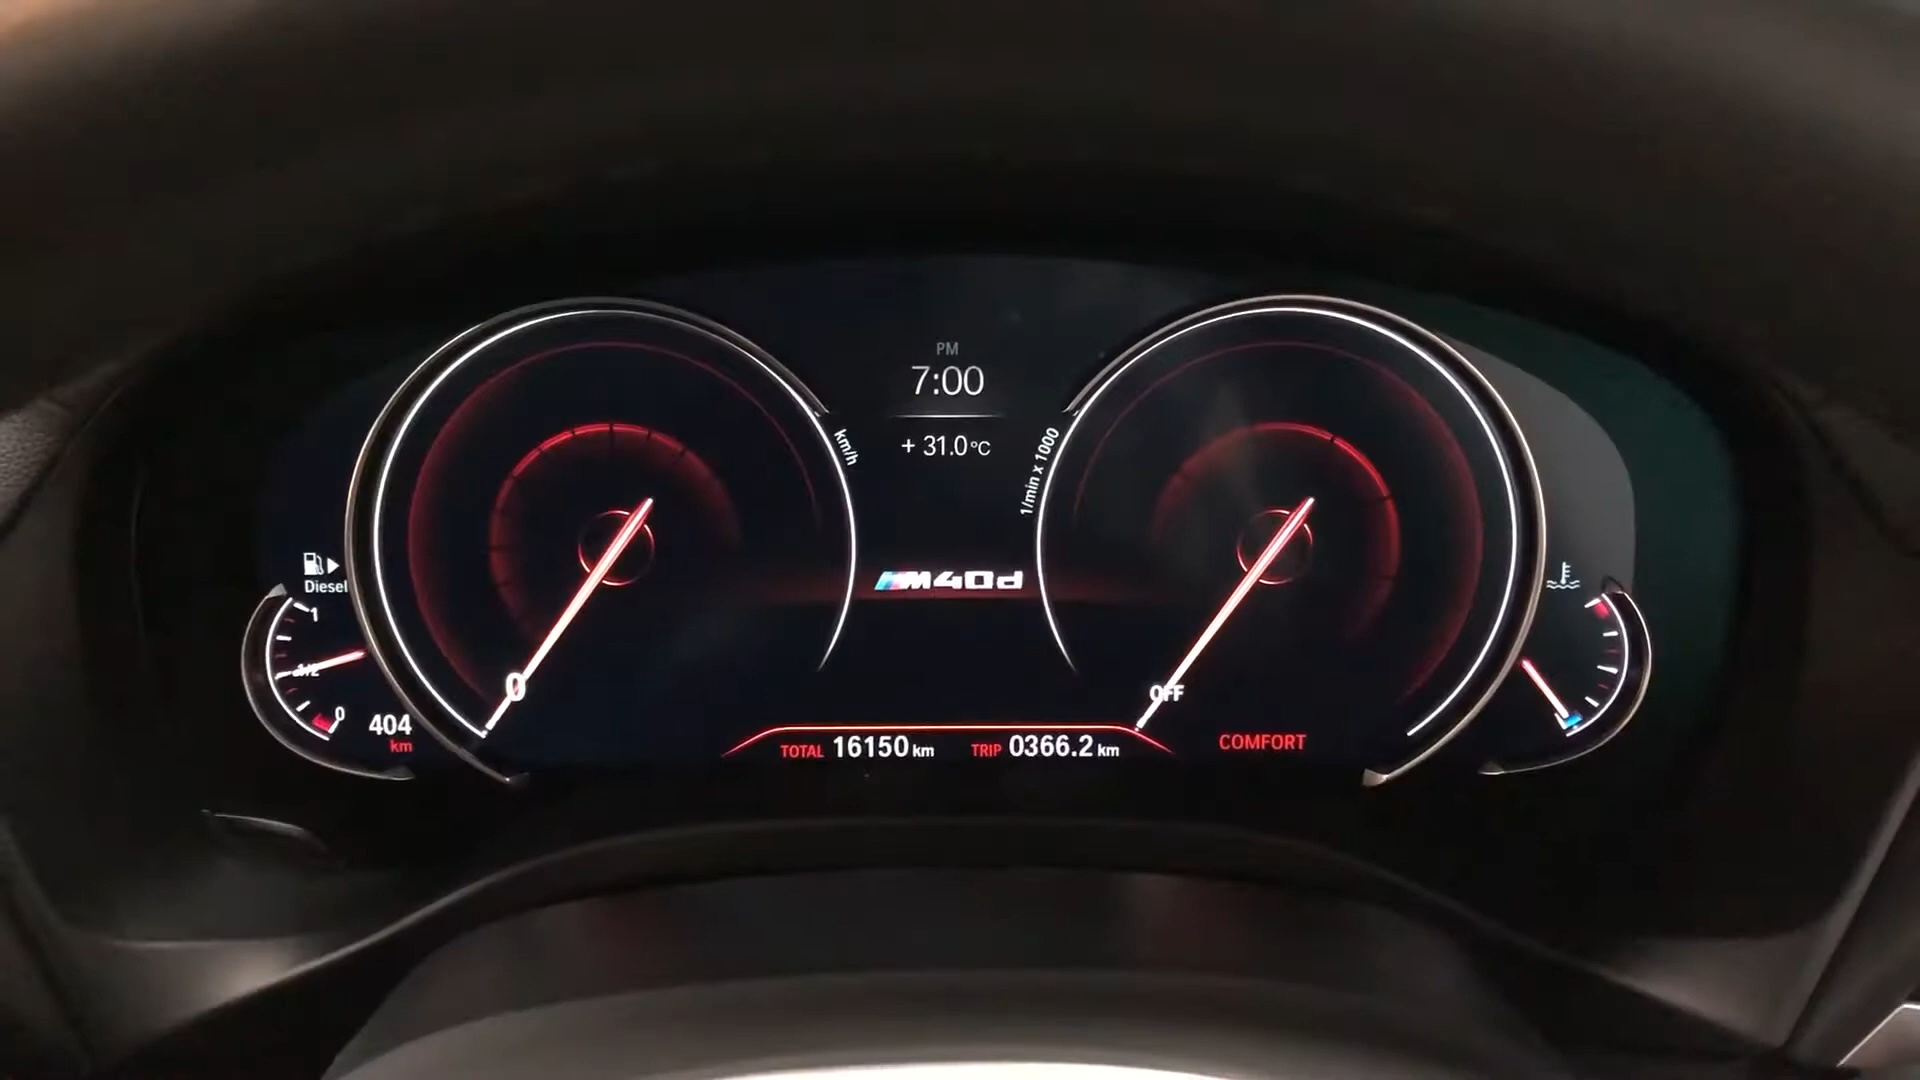 PM
7:00
+ 31.0°C
km/h
1/min x 1000
M40d
Diesel
1
1/2
0
404
km
0
OFF
TOTAL 16150 km TRIP 0366.2 km
COMFORT